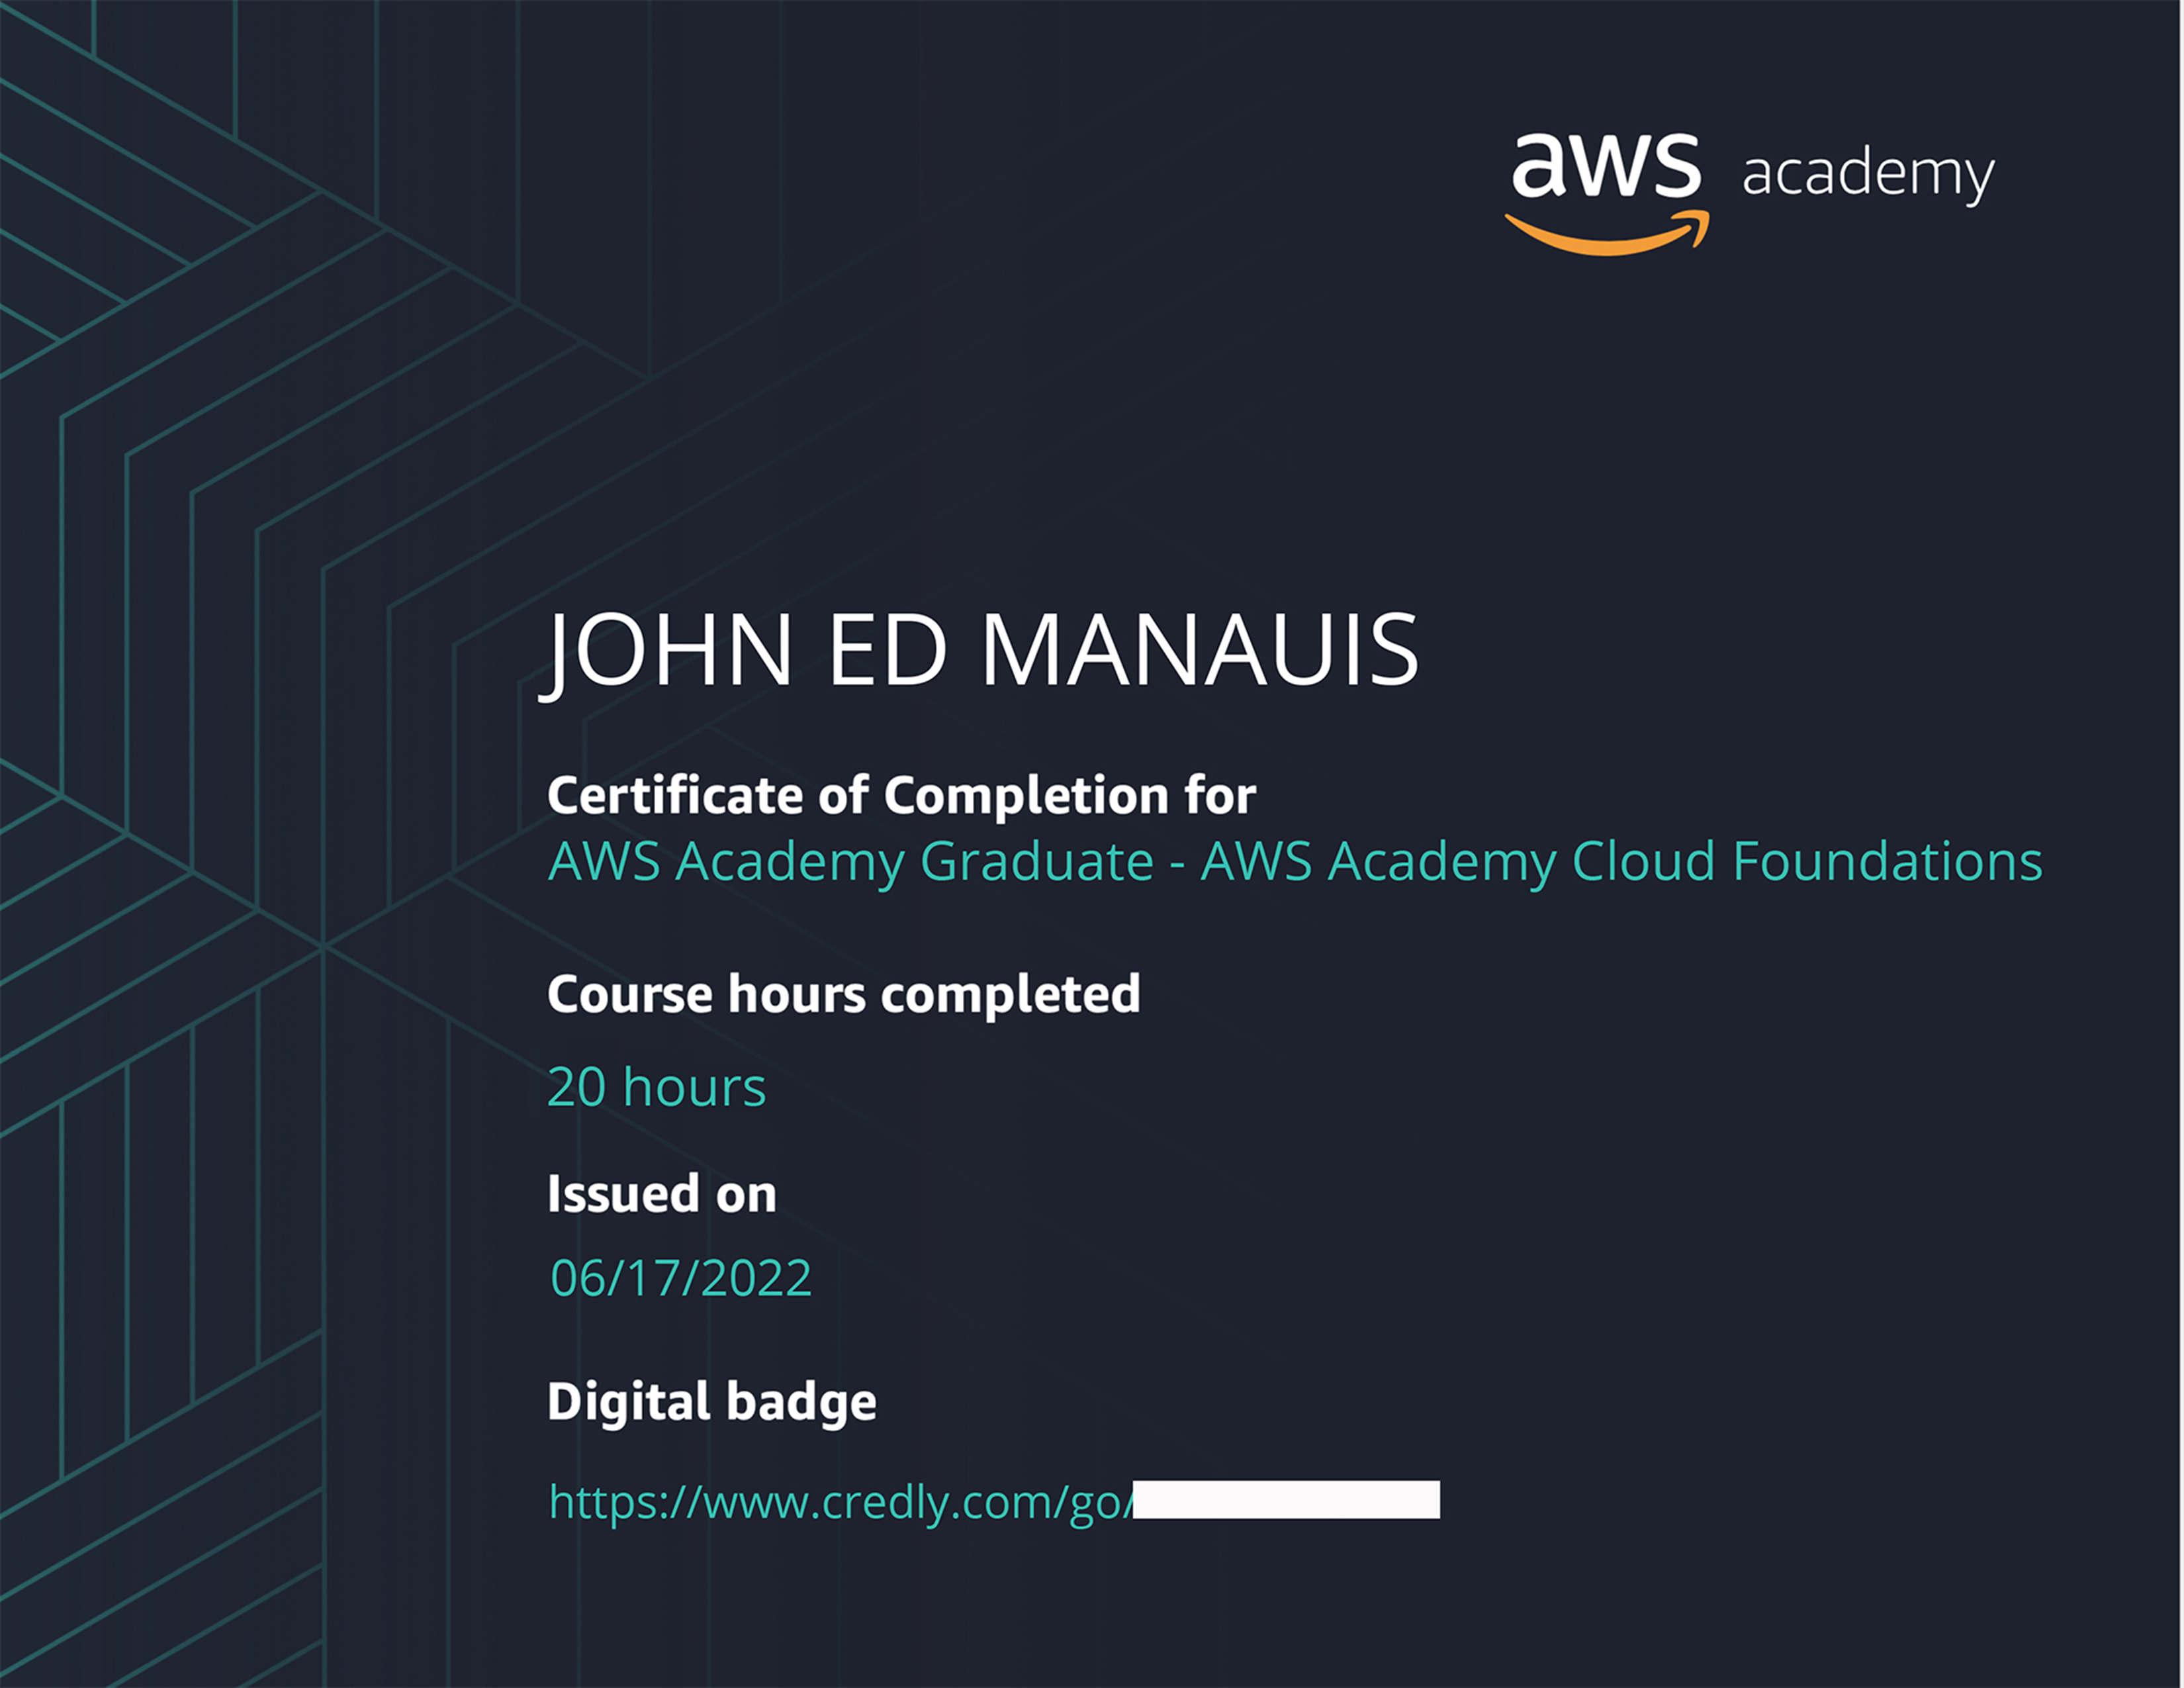 aws academy
JOHN ED MANAUIS
Certificate of Completion for
AWS Academy Graduate - AWS Academy Cloud Foundations
Course hours completed
20 hours
Issued on
06/17/2022
Digital badge
https://www.credly.com/go/